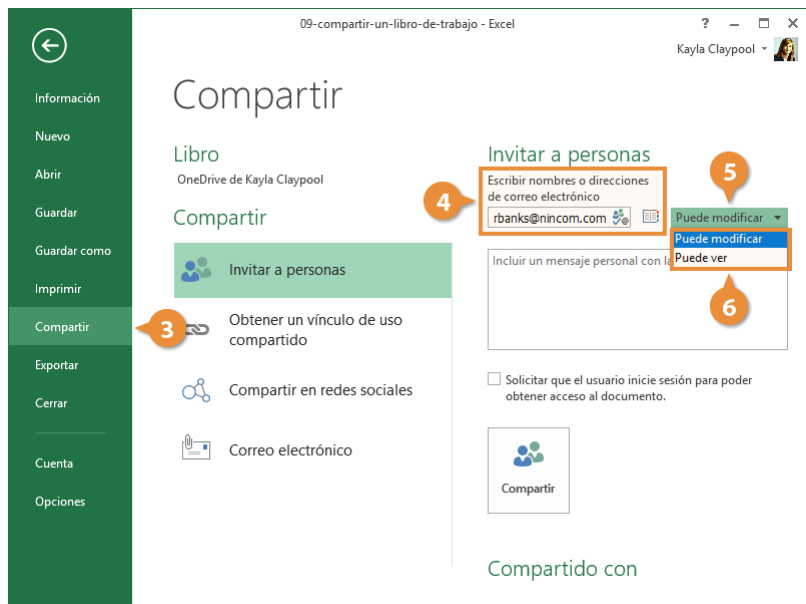 09-compartir-un-libro-de-trabajo - Excel
?
Kayla Claypool
Información
Nuevo
Abrir
Guardar
Guardar como
Imprimir
Compartir
Exportar
Cerrar
Cuenta
Opciones
3
Compartir
Libro
OneDrive de Kayla Claypool
Compartir
Invitar a personas
Obtener un vínculo de uso
compartido
Compartir en redes sociales
Correo electrónico
Invitar a personas
4
Escribir nombres o direcciones
de correo electrónico
rbanks@nincom.com
5
Puede modificar
Puede modificar
Puede ver
6
Incluir un mensaje personal con la
Solicitar que el usuario inicie sesión para poder
obtener acceso al documento.
Compartir
Compartido con